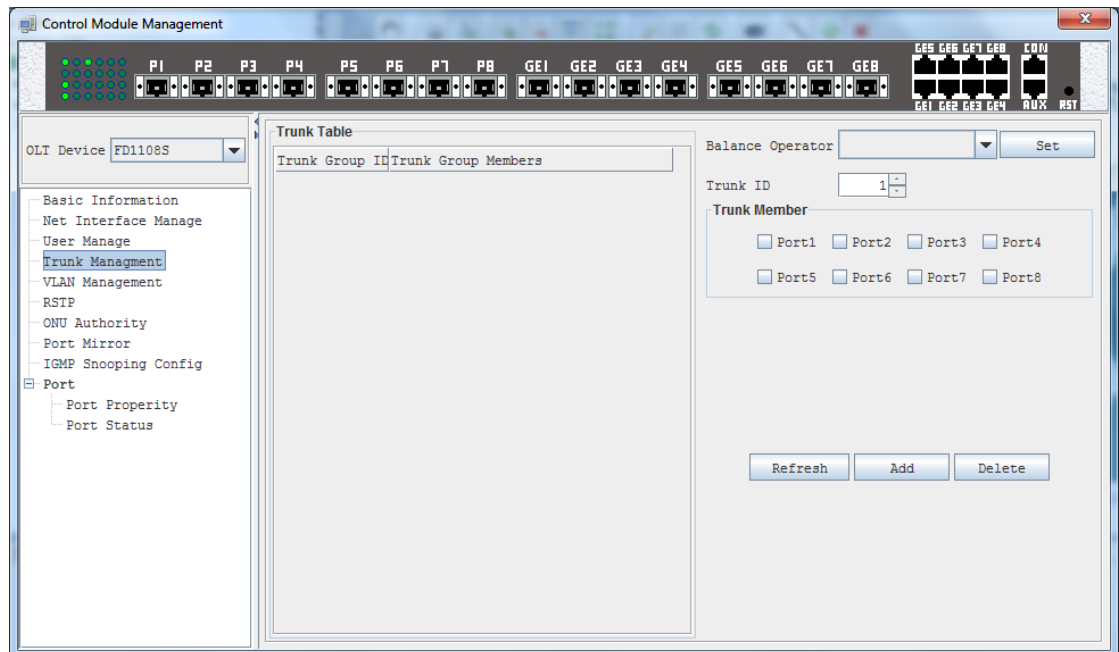 Control Module Management
GE5 GE6 GE7 GE8 CON
P1 P2 P3 P4 P5 P6 P7 P8 GE1 GE2 GE3 GE4 GE5 GE6 GE7 GE8
GE1 GE2 GE3 GE4 AUX RST
OLT Device FD1108S
Basic Information
Net Interface Manage
User Manage
Trunk Managment
VLAN Management
RSTP
ONU Authority
Port Mirror
IGMP Snooping Config
Port
Port Properity
Port Status
Trunk Table
Trunk Group ID Trunk Group Members
Balance Operator Set
Trunk ID 1
Trunk Member
Port1 Port2 Port3 Port4
Port5 Port6 Port7 Port8
Refresh Add Delete